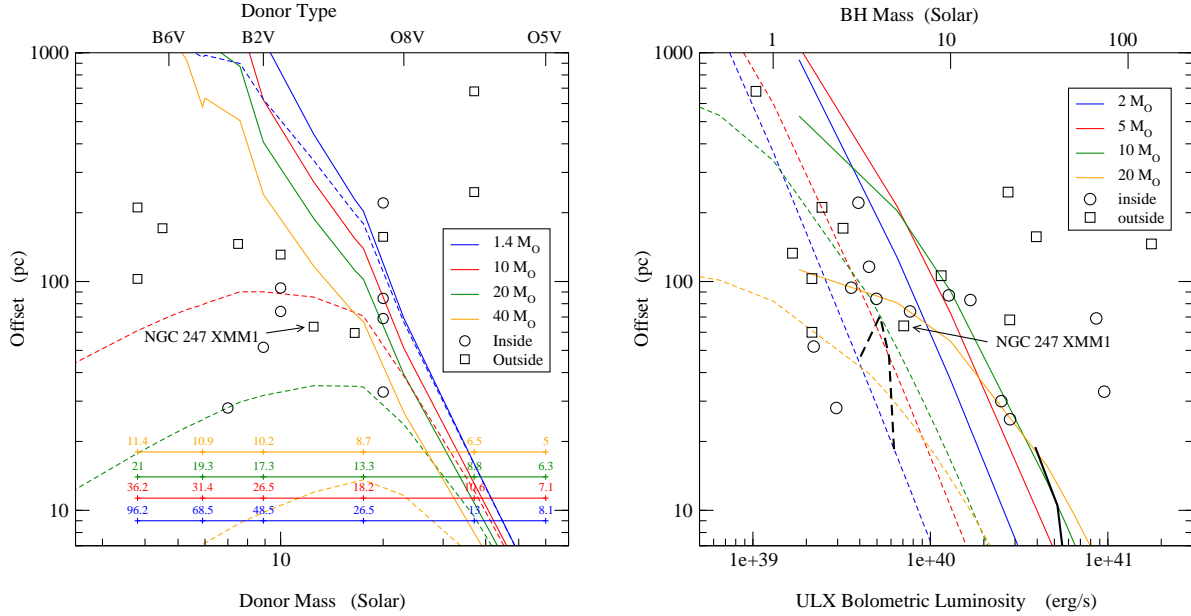 Donor Type
B6V B2V O8V O5V
1000
100
10
Offset (pc)
1.4 M_O
10 M_O
20 M_O
40 M_O
Inside
Outside
NGC 247 XMM1
11.4 10.9 10.2 8.7 6.5 5
21 19.3 17.3 13.3 8.8 6.3
36.2 31.4 26.5 18.2 10.6 7.1
96.2 68.5 48.5 26.5 13 8.1
10
Donor Mass (Solar)
BH Mass (Solar)
1 10 100
1000
100
10
Offset (pc)
2 M_O
5 M_O
10 M_O
20 M_O
inside
outside
NGC 247 XMM1
1e+39 1e+40 1e+41
ULX Bolometric Luminosity (erg/s)